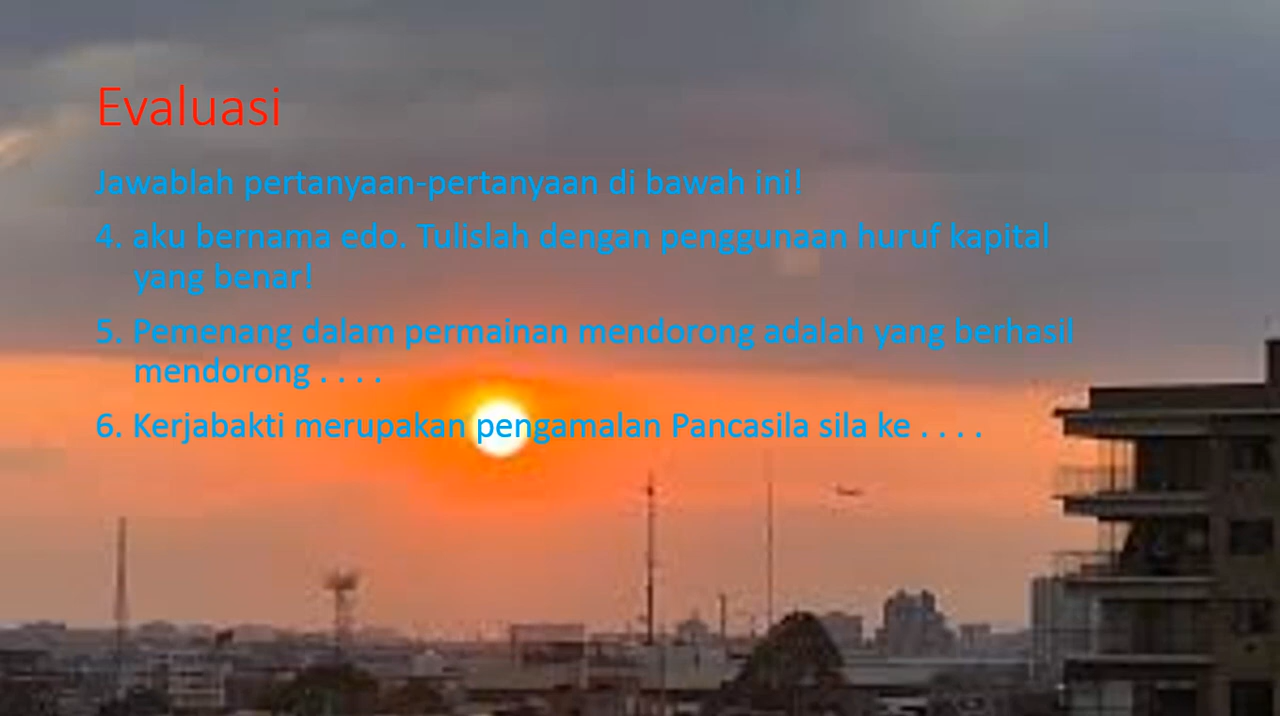 Evaluasi
Jawablah pertanyaan-pertanyaan di bawah ini!
4. aku bernama edo. Tulislah dengan penggunaan huruf kapital
yang benar!
5. Pemenang dalam permainan mendorong adalah yang berhasil
mendorong . . . .
6. Kerjabakti merupakan pengamalan Pancasila sila ke . . . .